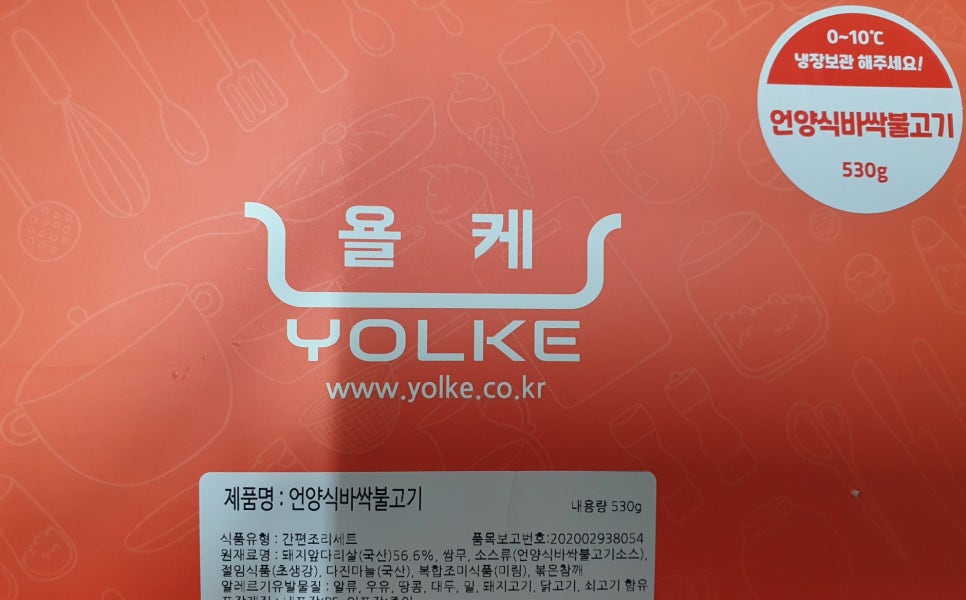 0~10℃
냉장보관 해주세요!
언양식바싹불고기
530g
욜케
YOLKE
www.yolke.co.kr
제품명 : 언양식바싹불고기
내용량 530g
식품유형 : 간편조리세트 품목보고번호:202002938054
원재료명 : 돼지앞다리살(국산)56.6%, 쌈무, 소스류(언양식바싹불고기소스),
절임식품(초생강), 다진마늘(국산), 복합조미식품(미림), 볶은참깨
알레르기유발물질 : 알류, 우유, 땅콩, 대두, 밀, 돼지고기, 닭고기, 쇠고기 함유